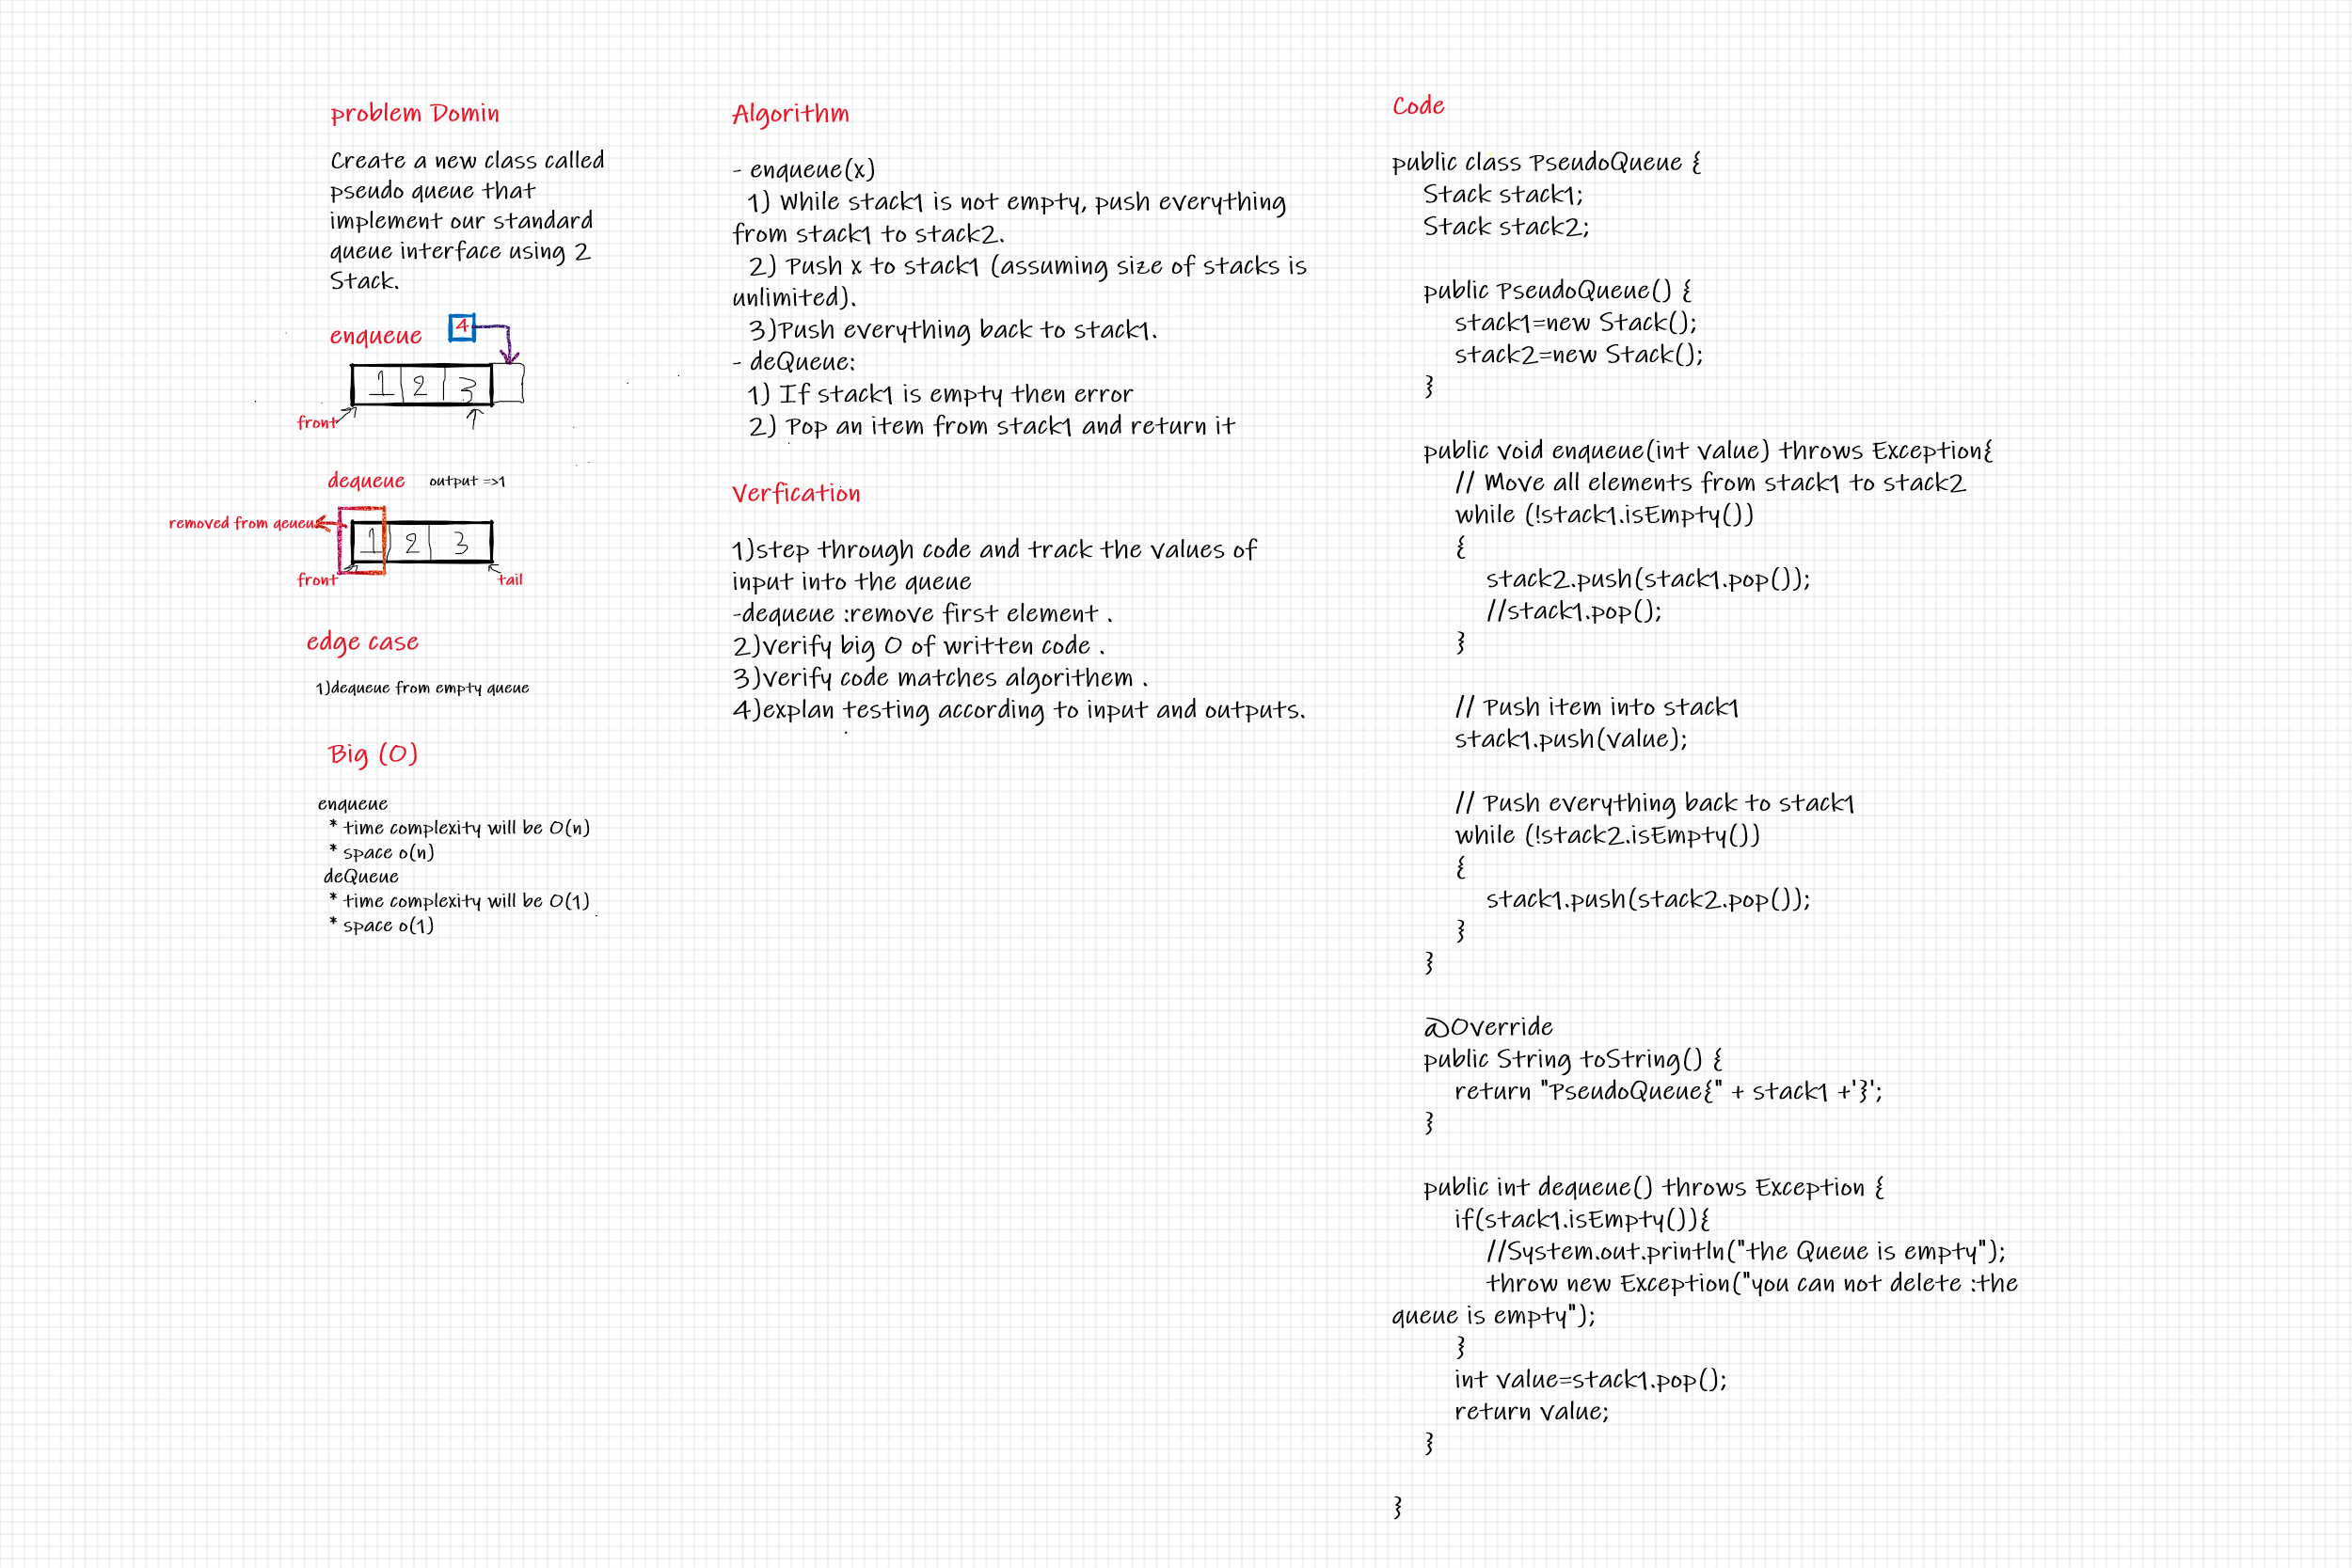 problem Domin
Create a new class called
pseudo queue that
implement our standard
queue interface using 2
Stack.
enqueue
4
1 2 3
front
dequeue output =>1
removed from qeueue
1 2 3
front
tail
edge case
1)dequeue from empty queue
Big (O)
enqueue
* time complexity will be O(n)
* space o(n)
deQueue
* time complexity will be O(1)
* space o(1)
Algorithm
- enqueue(x)
1) While stack1 is not empty, push everything
from stack1 to stack2.
2) Push x to stack1 (assuming size of stacks is
unlimited).
3)Push everything back to stack1.
- deQueue:
1) If stack1 is empty then error
2) Pop an item from stack1 and return it
Verfication
1)step through code and track the values of
input into the queue
-dequeue :remove first element .
2)verify big O of written code .
3)verify code matches algorithem .
4)explan testing according to input and outputs.
Code
public class PseudoQueue {
Stack stack1;
Stack stack2;
public PseudoQueue() {
stack1=new Stack();
stack2=new Stack();
}
public void enqueue(int value) throws Exception{
// Move all elements from stack1 to stack2
while (!stack1.isEmpty())
{
stack2.push(stack1.pop());
//stack1.pop();
}
// Push item into stack1
stack1.push(value);
// Push everything back to stack1
while (!stack2.isEmpty())
{
stack1.push(stack2.pop());
}
}
@Override
public String toString() {
return "PseudoQueue{" + stack1 +'}';
}
public int dequeue() throws Exception {
if(stack1.isEmpty()){
//System.out.println("the Queue is empty");
throw new Exception("you can not delete :the
queue is empty");
}
int value=stack1.pop();
return value;
}
}